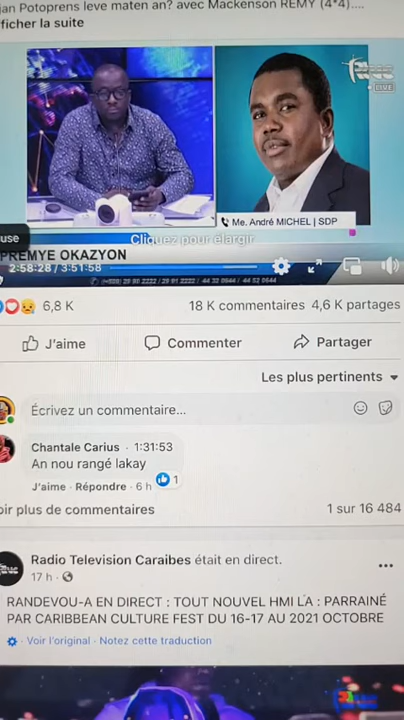 jan Potoprens leve maten an? avec Mackenson REMY (4*4)....
fficher la suite
LIVE
Me. André MICHEL | SDP
use
Cliquez pour élargir
PREMYE OKAZYON
2:58:28 / 3:51:58
6,8 K
18 K commentaires 4,6 K partages
J'aime
Commenter
Partager
Les plus pertinents
Écrivez un commentaire...
Chantale Carius · 1:31:53
An nou rangé lakay
J'aime · Répondre · 6 h
1
oir plus de commentaires
1 sur 16 484
Radio Television Caraibes était en direct.
17 h ·
RANDEVOU-A EN DIRECT : TOUT NOUVEL HMI LA : PARRAINÉ
PAR CARIBBEAN CULTURE FEST DU 16-17 AU 2021 OCTOBRE
Voir l'original · Notez cette traduction